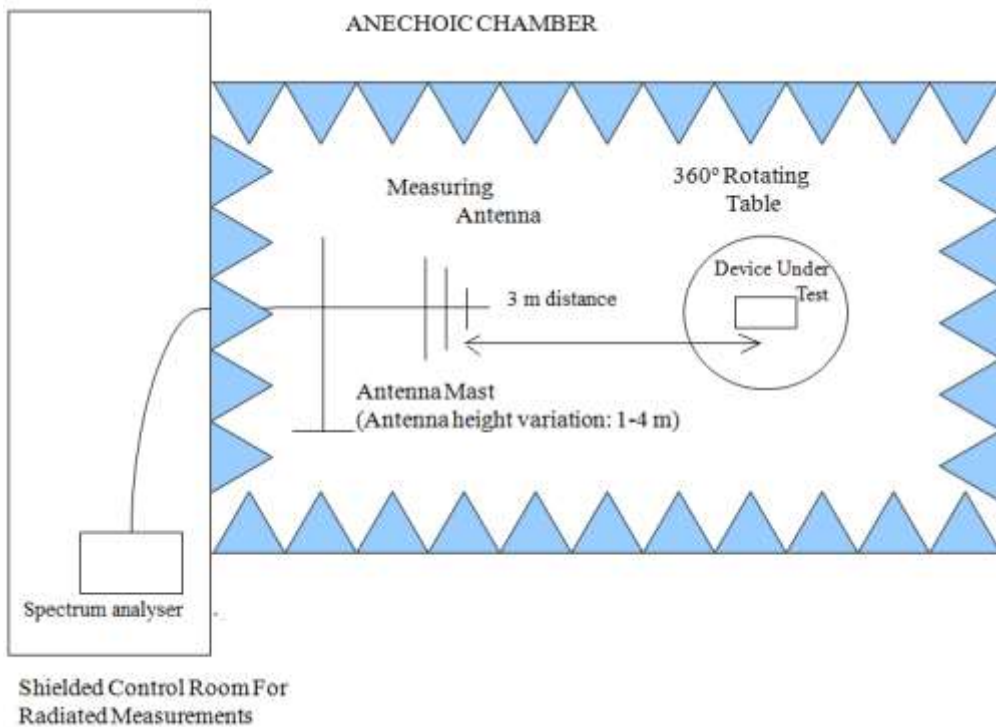 ANECHOIC CHAMBER
Measuring
Antenna
360º Rotating
Table
Device Under
Test
3 m distance
Antenna Mast
(Antenna height variation: 1-4 m)
Spectrum analyser
Shielded Control Room For
Radiated Measurements